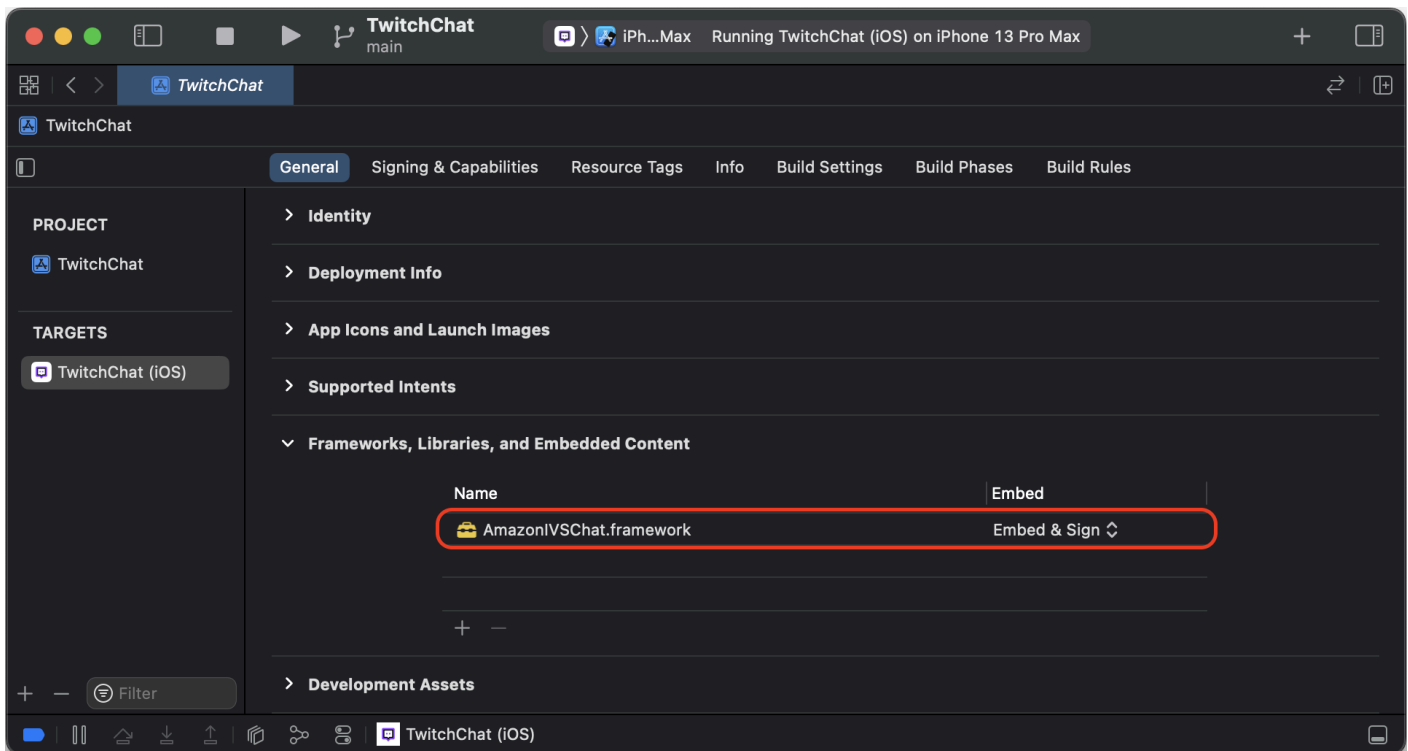 TwitchChat
main
iPh...Max Running TwitchChat (iOS) on iPhone 13 Pro Max
TwitchChat
TwitchChat
General Signing & Capabilities Resource Tags Info Build Settings Build Phases Build Rules
PROJECT
TwitchChat
TARGETS
TwitchChat (iOS)
Identity
Deployment Info
App Icons and Launch Images
Supported Intents
Frameworks, Libraries, and Embedded Content
Name Embed
AmazonIVSChat.framework Embed & Sign
Development Assets
Filter
TwitchChat (iOS)